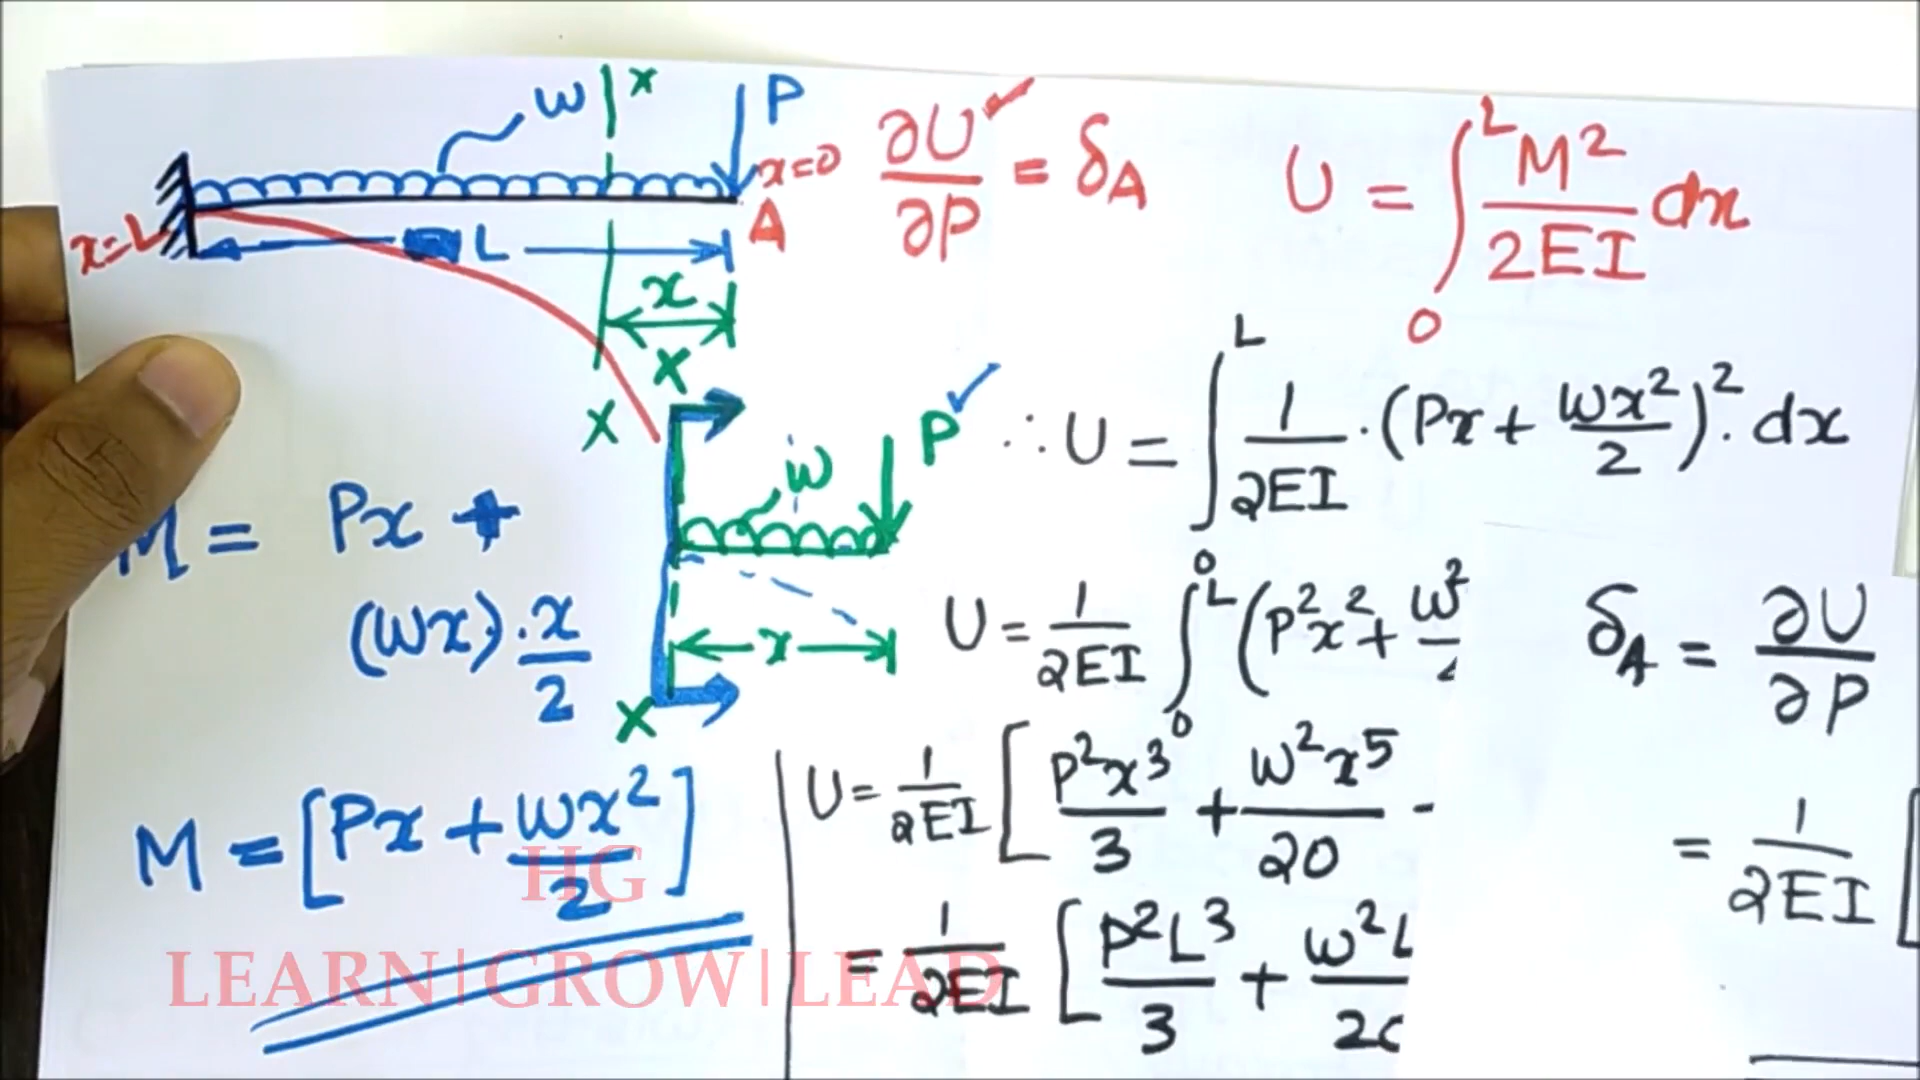 w x P
x=0 ∂U/∂P = δA
U = ∫₀ᴸ M²/2EI dx
x=L L A
x
X
X
P
w
∴ U = ∫₀ᴸ 1/2EI · (Px + wx²/2)² · dx
M = Px +
(wx) · x/2
x
X
U = 1/2EI ∫₀ᴸ (P²x² + w²
δA = ∂U/∂P
U = 1/2EI [ P²x³/3 + w²x⁵/20
M = [Px + wx²/2]
= 1/2EI [
= 1/2EI [ P²L³/3 + w²L
HG
LEARN|GROW|LEAD